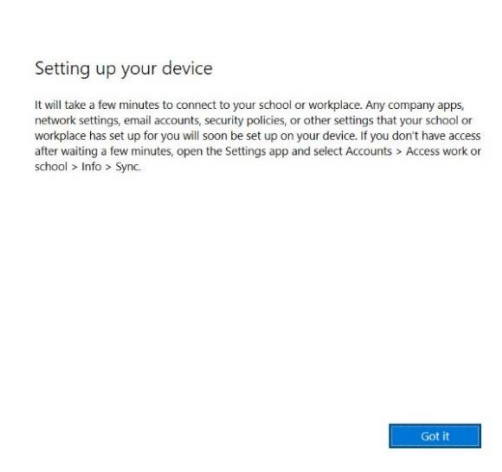 Setting up your device
It will take a few minutes to connect to your school or workplace. Any company apps,
network settings, email accounts, security policies, or other settings that your school or
workplace has set up for you will soon be set up on your device. If you don't have access
after waiting a few minutes, open the Settings app and select Accounts > Access work or
school > Info > Sync.
Got it